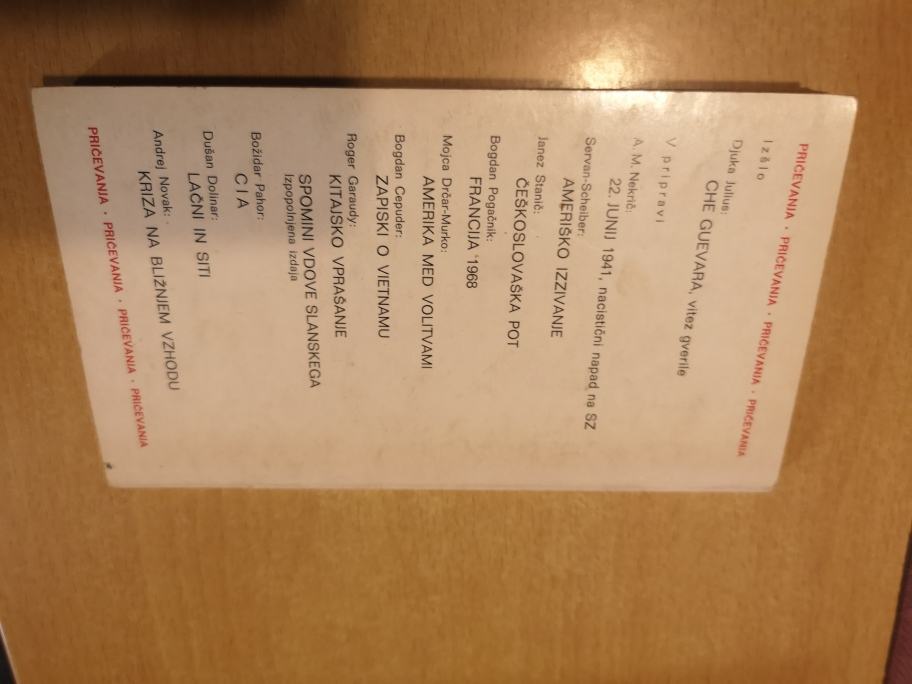 PRIČEVANJA · PRIČEVANJA · PRIČEVANJA · PRIČEVANJA
Izšlo
Djuka Julius:
CHE GUEVARA, vitez gverile
V pripravi
A. M. Nekrič:
22. JUNIJ 1941, nacistični napad na SZ
Servan-Scheiber:
AMERIŠKO IZZIVANJE
Janez Stanič:
ČEŠKOSLOVAŠKA POT
Bogdan Pogačnik:
FRANCIJA '1968
Mojca Drčar-Murko:
AMERIKA MED VOLITVAMI
Bogdan Cepuder:
ZAPISKI O VIETNAMU
Roger Garaudy:
KITAJSKO VPRAŠANJE
SPOMINI VDOVE SLANSKEGA
Izpopolnjena izdaja
Božidar Pahor:
CIA
Dušan Dolinar:
LAČNI IN SITI
Andrej Novak:
KRIZA NA BLIŽNJEM VZHODU
PRIČEVANJA · PRIČEVANJA · PRIČEVANJA · PRIČEVANJA